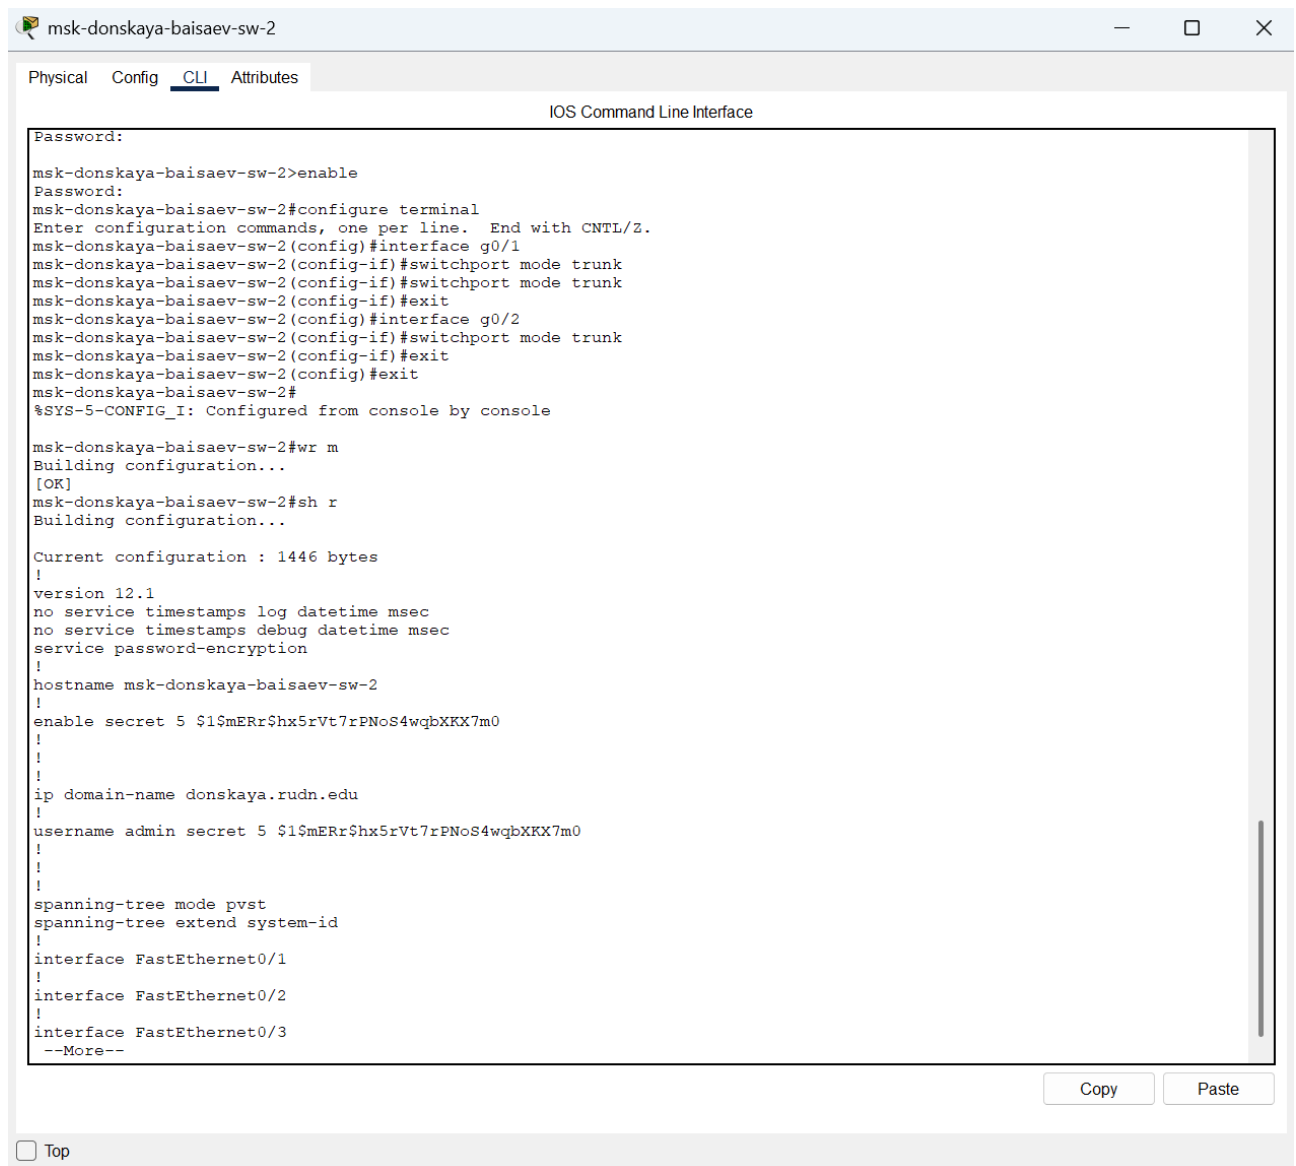 msk-donskaya-baisaev-sw-2
Physical Config CLI Attributes
IOS Command Line Interface
Password:
msk-donskaya-baisaev-sw-2>enable
Password:
msk-donskaya-baisaev-sw-2#configure terminal
Enter configuration commands, one per line.  End with CNTL/Z.
msk-donskaya-baisaev-sw-2(config)#interface g0/1
msk-donskaya-baisaev-sw-2(config-if)#switchport mode trunk
msk-donskaya-baisaev-sw-2(config-if)#switchport mode trunk
msk-donskaya-baisaev-sw-2(config-if)#exit
msk-donskaya-baisaev-sw-2(config)#interface g0/2
msk-donskaya-baisaev-sw-2(config-if)#switchport mode trunk
msk-donskaya-baisaev-sw-2(config-if)#exit
msk-donskaya-baisaev-sw-2(config)#exit
msk-donskaya-baisaev-sw-2#
%SYS-5-CONFIG_I: Configured from console by console
msk-donskaya-baisaev-sw-2#wr m
Building configuration...
[OK]
msk-donskaya-baisaev-sw-2#sh r
Building configuration...
Current configuration : 1446 bytes
!
version 12.1
no service timestamps log datetime msec
no service timestamps debug datetime msec
service password-encryption
!
hostname msk-donskaya-baisaev-sw-2
!
enable secret 5 $1$mERr$hx5rVt7rPNoS4wqbXKX7m0
!
!
!
ip domain-name donskaya.rudn.edu
!
username admin secret 5 $1$mERr$hx5rVt7rPNoS4wqbXKX7m0
!
!
!
spanning-tree mode pvst
spanning-tree extend system-id
!
interface FastEthernet0/1
!
interface FastEthernet0/2
!
interface FastEthernet0/3
--More--
Copy Paste
Top